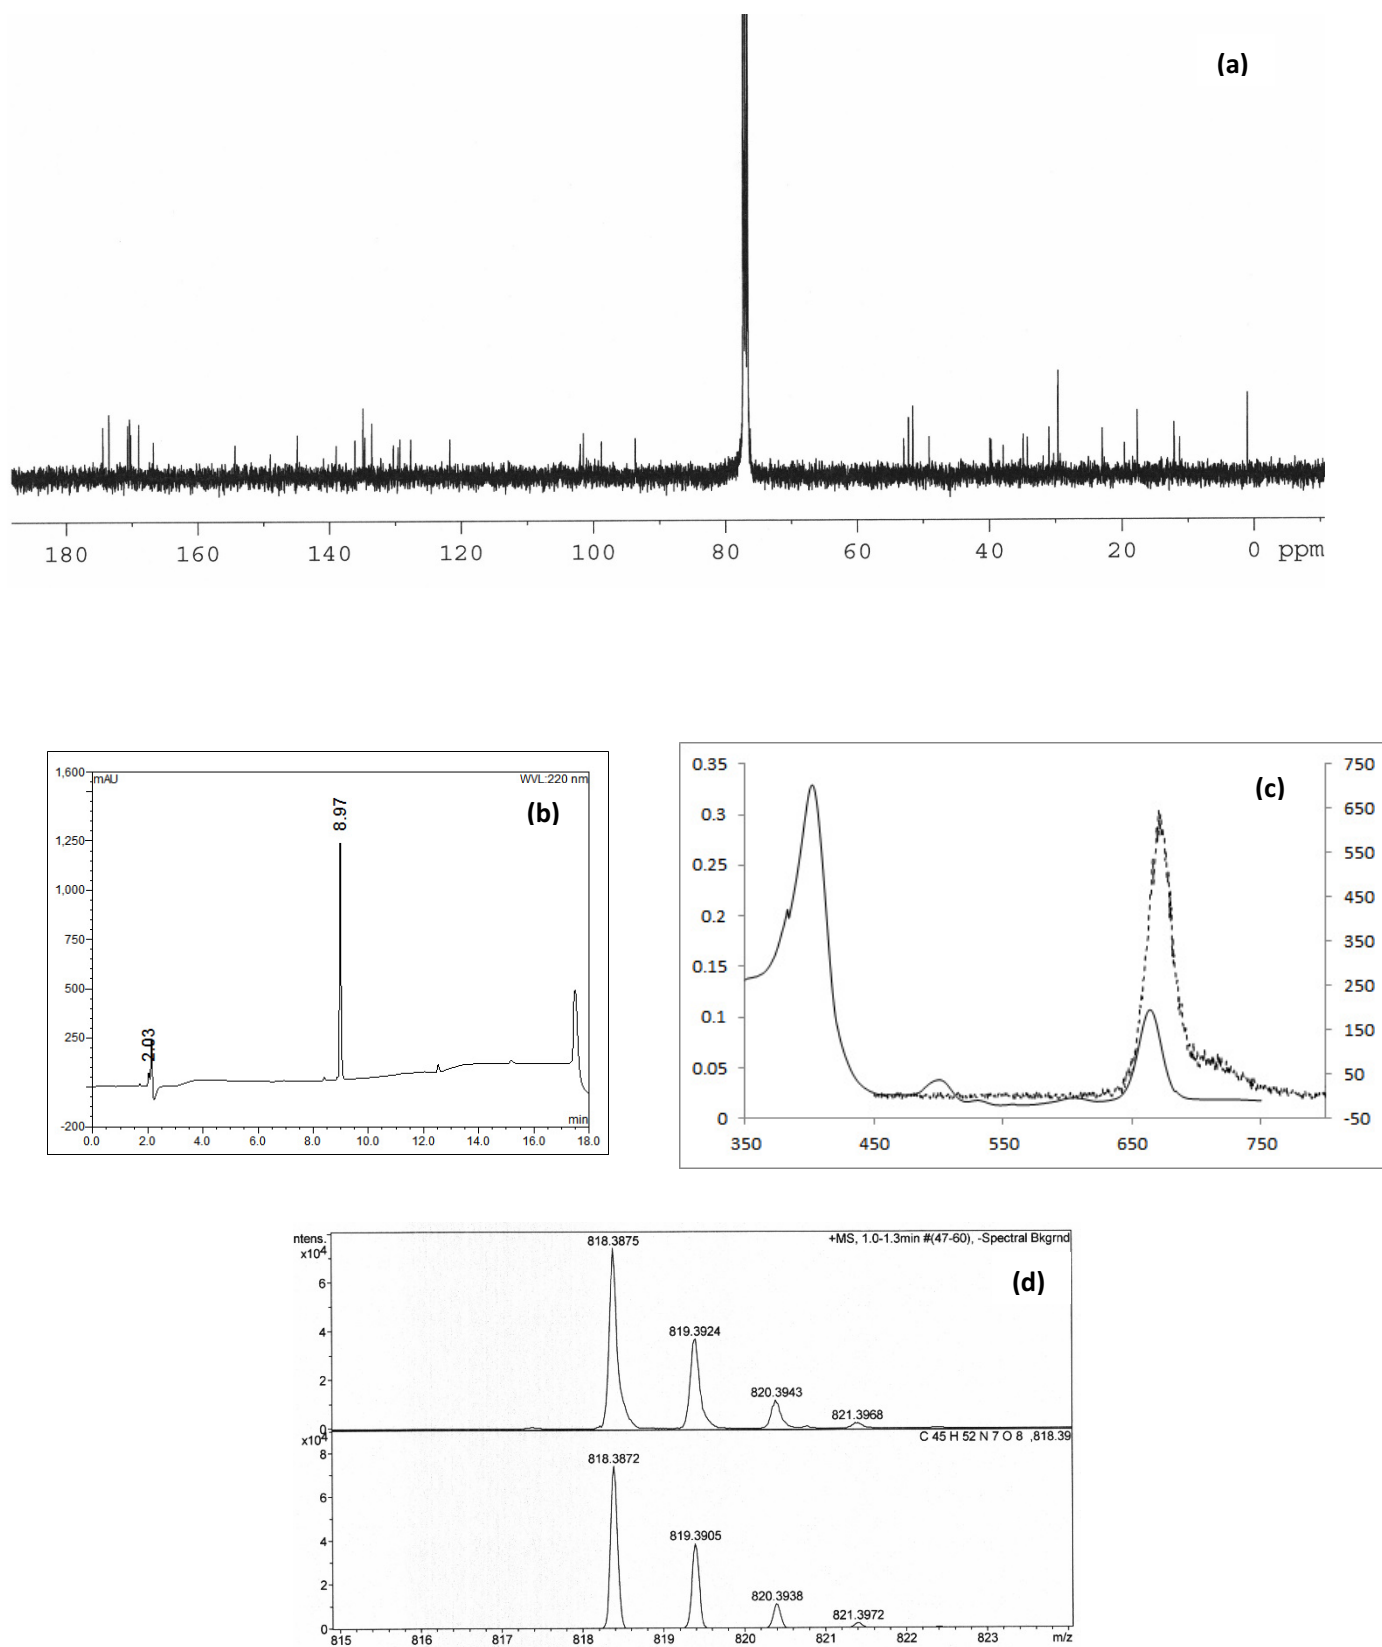 (a)
180 160 140 120 100 80 60 40 20 0 ppm
1,600 mAU WVL:220 nm
(b)
8.97
1,250
1,000
750
500
250
2.03
-200
min
0.0 2.0 4.0 6.0 8.0 10.0 12.0 14.0 16.0 18.0
0.35 750
(c)
0.3 650
0.25 550
0.2 450
0.15 350
0.1 250
0.05 150
0 50
-50
350 450 550 650 750
ntens. +MS, 1.0-1.3min #(47-60), -Spectral Bkgrnd
x10⁴
818.3875
(d)
6
4
819.3924
2
820.3943
821.3968
0
x10⁴ C 45 H 52 N 7 O 8 ,818.39
8
818.3872
6
4
819.3905
2
820.3938
821.3972
0
815 816 817 818 819 820 821 822 823 m/z